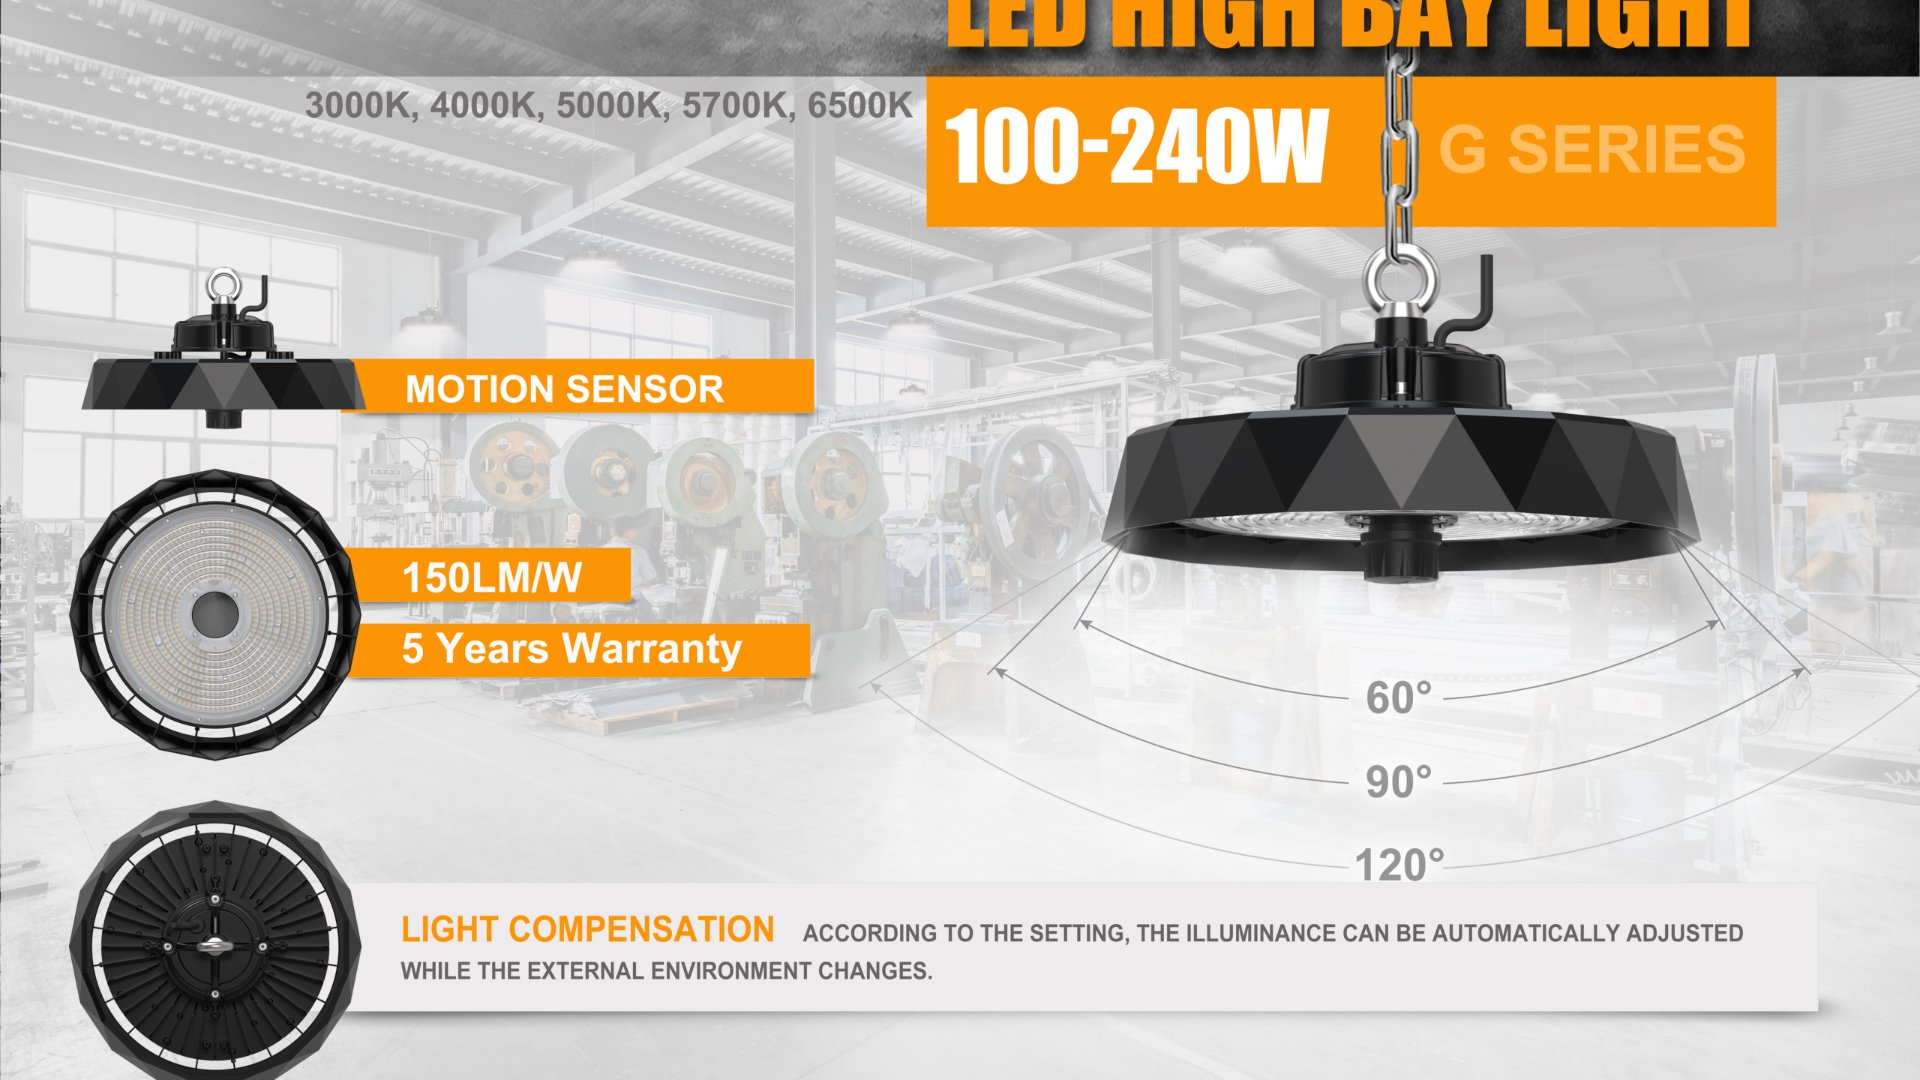 LED HIGH BAY LIGHT
3000K, 4000K, 5000K, 5700K, 6500K
100-240W
G SERIES
MOTION SENSOR
150LM/W
5 Years Warranty
60°
90°
120°
LIGHT COMPENSATION ACCORDING TO THE SETTING, THE ILLUMINANCE CAN BE AUTOMATICALLY ADJUSTED
WHILE THE EXTERNAL ENVIRONMENT CHANGES.